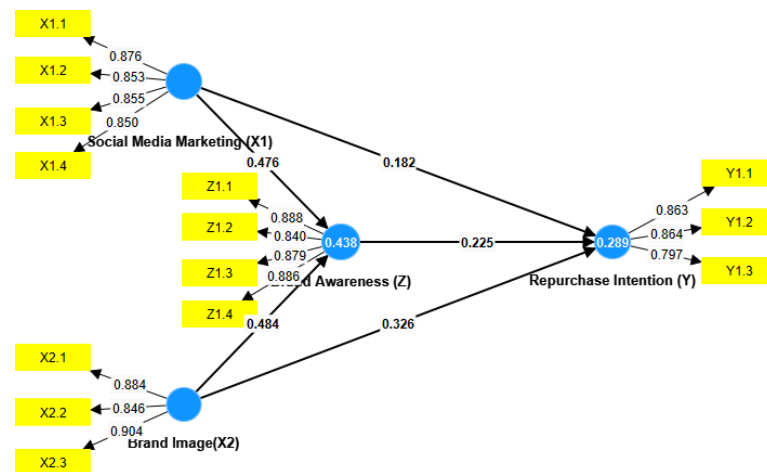 X1.1
0.876
X1.2
0.853
0.855
X1.3
0.850
Social Media Marketing (X1)
X1.4
0.476
0.182
Z1.1
0.888
Z1.2
0.840
0.438
0.879
Z1.3
0.886
Awareness (Z)
Z1.4
0.484
0.225
0.289
Y1.1
0.863
Y1.2
0.864
0.797
Y1.3
Repurchase Intention (Y)
0.326
X2.1
0.884
X2.2
0.846
0.904
Brand Image(X2)
X2.3